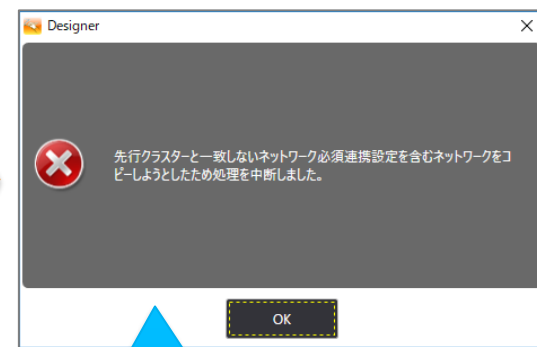 Designer
先行クラスターと一致しないネットワーク必須連携設定を含むネットワークをコ
ピーしようとしたため処理を中断しました。
OK